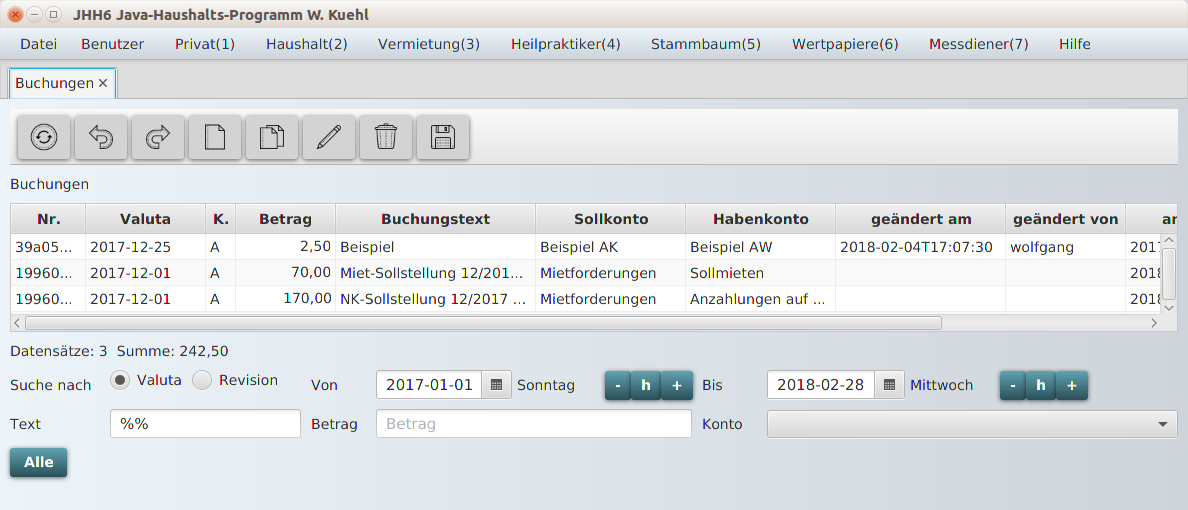 JHH6 Java-Haushalts-Programm W. Kuehl
Datei Benutzer Privat(1) Haushalt(2) Vermietung(3) Heilpraktiker(4) Stammbaum(5) Wertpapiere(6) Messdiener(7) Hilfe
Buchungen ×
Buchungen
Nr. Valuta K. Betrag Buchungstext Sollkonto Habenkonto geändert am geändert von an
39a05... 2017-12-25 A 2,50 Beispiel Beispiel AK Beispiel AW 2018-02-04T17:07:30 wolfgang 2017
19960... 2017-12-01 A 70,00 Miet-Sollstellung 12/201... Mietforderungen Sollmieten 2018
19960... 2017-12-01 A 170,00 NK-Sollstellung 12/2017 ... Mietforderungen Anzahlungen auf ... 2018
Datensätze: 3 Summe: 242,50
Suche nach Valuta Revision Von 2017-01-01 Sonntag - h + Bis 2018-02-28 Mittwoch - h +
Text %% Betrag Betrag Konto
Alle